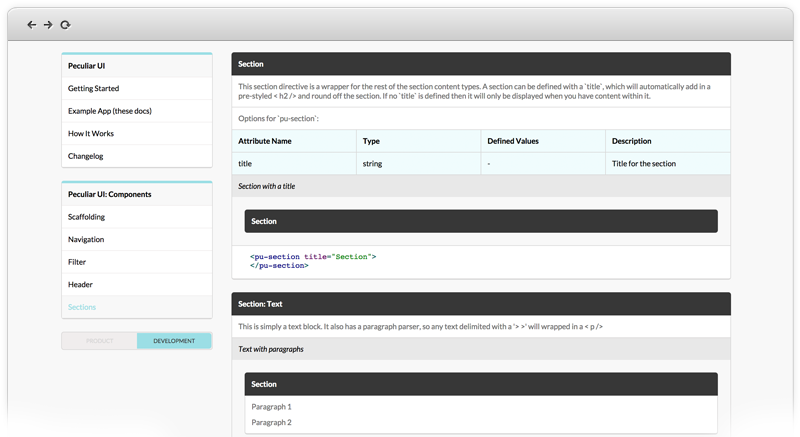 Peculiar UI
Getting Started
Example App (these docs)
How It Works
Changelog
Peculiar UI: Components
Scaffolding
Navigation
Filter
Header
Sections
PRODUCT
DEVELOPMENT
Section
This section directive is a wrapper for the rest of the section content types. A section can be defined with a `title`, which will automatically add in a
pre-styled < h2 /> and round off the section. If no `title` is defined then it will only be displayed when you have content within it.
Options for `pu-section`:
Attribute Name Type Defined Values Description
title string - Title for the section
Section with a title
Section
<pu-section title="Section">
</pu-section>
Section: Text
This is simply a text block. It also has a paragraph parser, so any text delimited with a '> >' will wrapped in a < p />
Text with paragraphs
Section
Paragraph 1
Paragraph 2